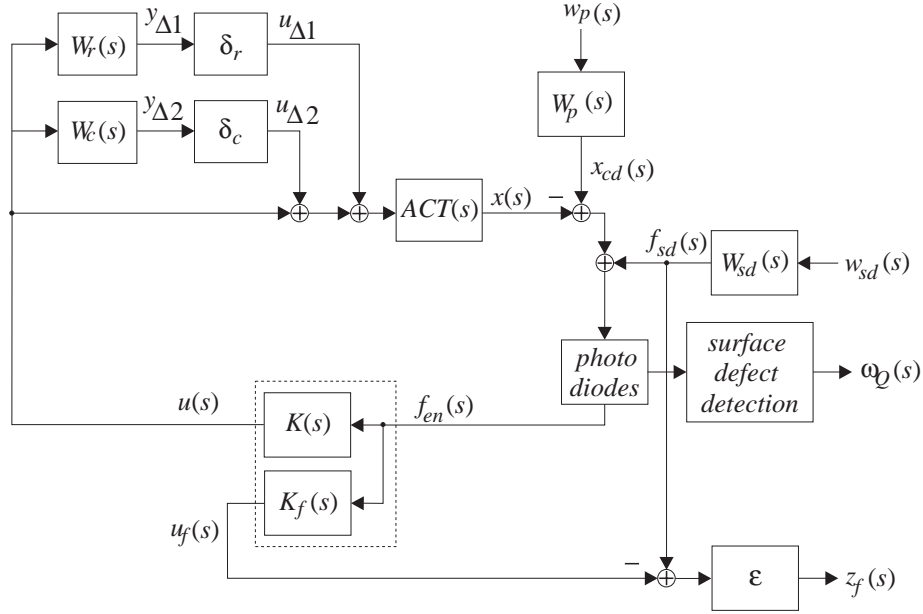 w_p(s)
y_Δ1
u_Δ1
W_r(s)
δ_r
y_Δ2
u_Δ2
W_p(s)
W_c(s)
δ_c
x_cd(s)
ACT(s)
x(s)
−
f_sd(s)
W_sd(s)
w_sd(s)
photo
diodes
surface
defect
detection
ω_Q(s)
u(s)
K(s)
f_en(s)
K_f(s)
u_f(s)
−
ε
z_f(s)